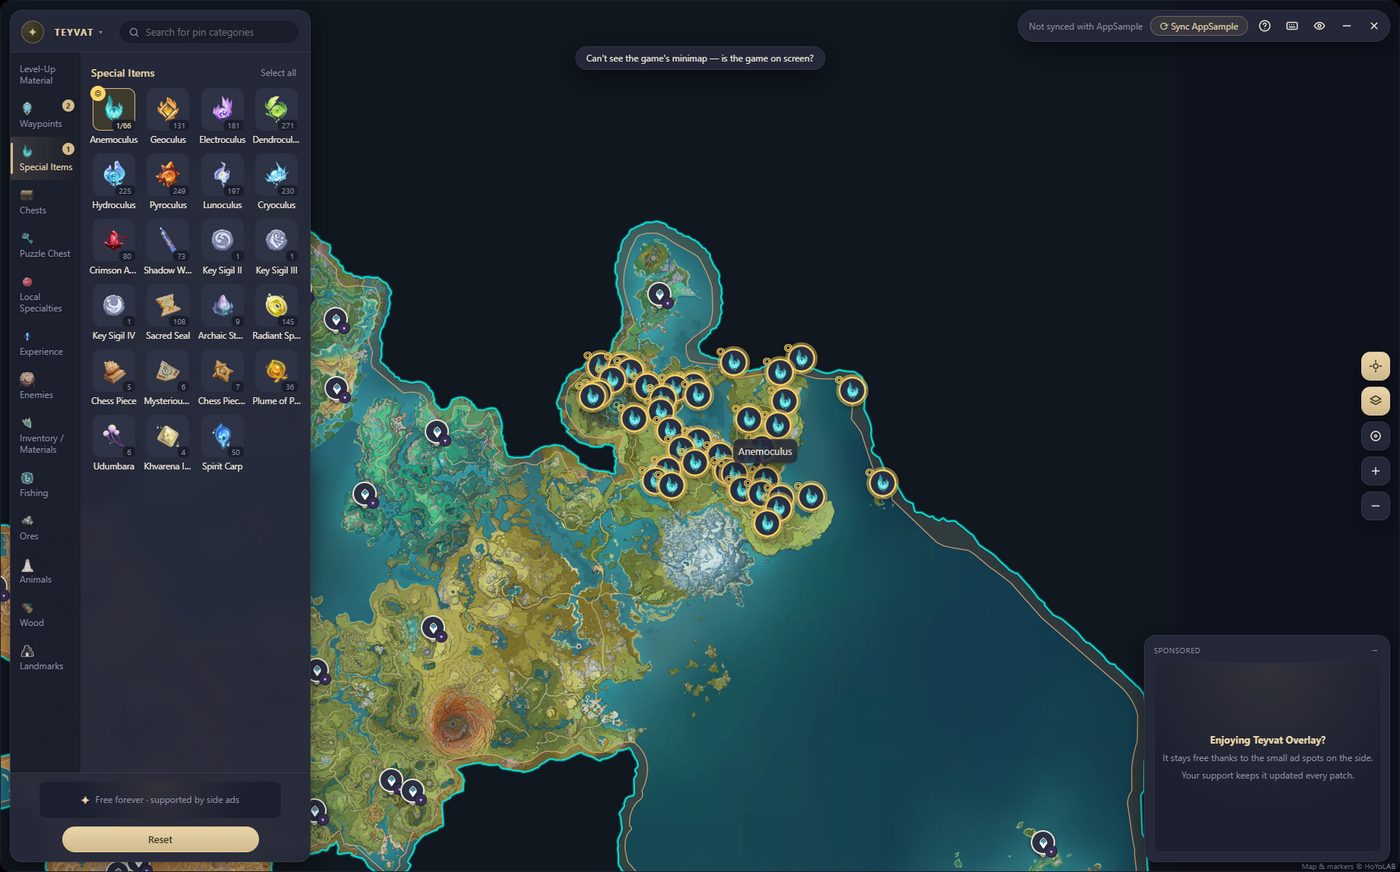 TEYVAT
Search for pin categories
Not synced with AppSample
Sync AppSample
Can't see the game's minimap — is the game on screen?
Level-Up
Material
Waypoints
2
Special Items
1
Chests
Puzzle Chest
Local
Specialties
Experience
Enemies
Inventory /
Materials
Fishing
Ores
Animals
Wood
Landmarks
Special Items
Select all
1/66
131
181
271
Anemoculus
Geoculus
Electroculus
Dendrocul...
225
249
197
230
Hydroculus
Pyroculus
Lunoculus
Cryoculus
80
73
1
1
Crimson A...
Shadow W...
Key Sigil II
Key Sigil III
1
108
9
145
Key Sigil IV
Sacred Seal
Archaic St...
Radiant Sp...
5
6
7
36
Chess Piece
Mysteriou...
Chess Piec...
Plume of P...
6
4
50
Udumbara
Khvarena I...
Spirit Carp
Anemoculus
Free forever · supported by side ads
Reset
SPONSORED
Enjoying Teyvat Overlay?
It stays free thanks to the small ad spots on the side.
Your support keeps it updated every patch.
Map & markers © HoYoLAB